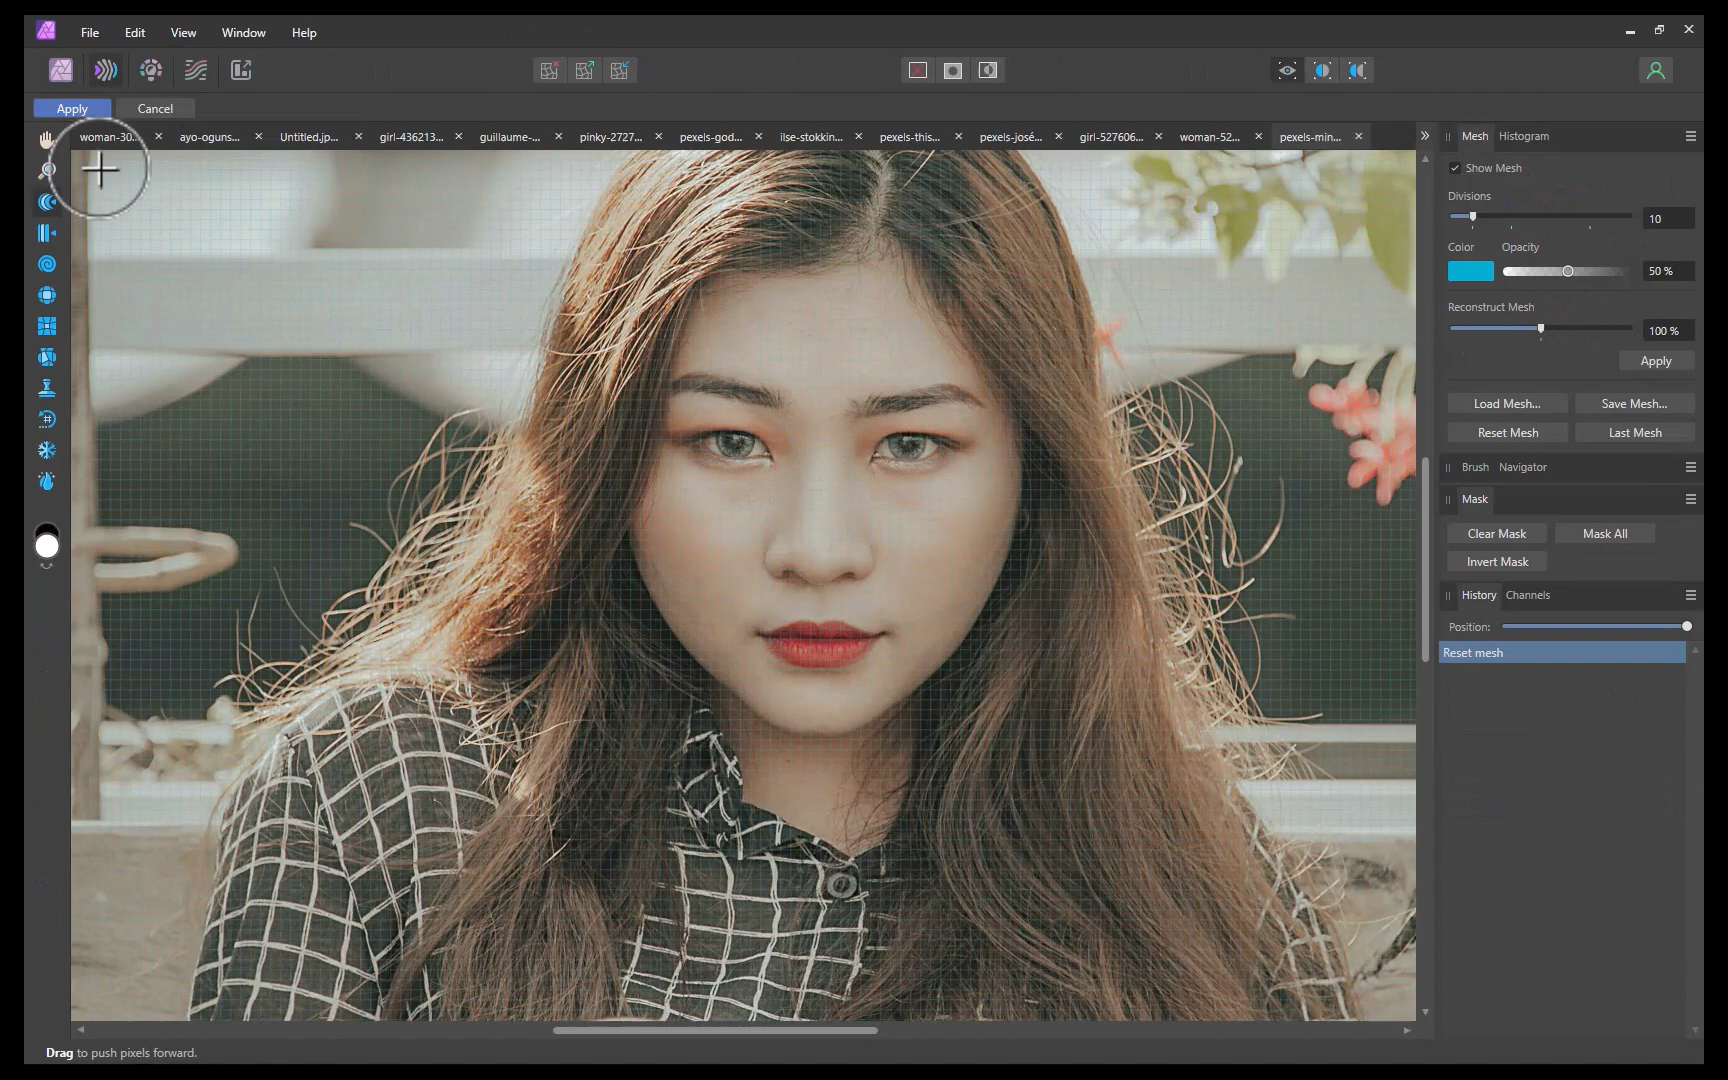 File Edit View Window Help
Apply Cancel
woman-30... ayo-oguns... Untitled.jp... girl-436213... guillaume-... pinky-2727... pexels-god... ilse-stokkin... pexels-this... pexels-josé... girl-527606... woman-52... pexels-min...
Mesh Histogram
Show Mesh
Divisions
10
Color Opacity
50 %
Reconstruct Mesh
100 %
Apply
Load Mesh... Save Mesh...
Reset Mesh Last Mesh
Brush Navigator
Mask
Clear Mask Mask All
Invert Mask
History Channels
Position:
Reset mesh
Drag to push pixels forward.